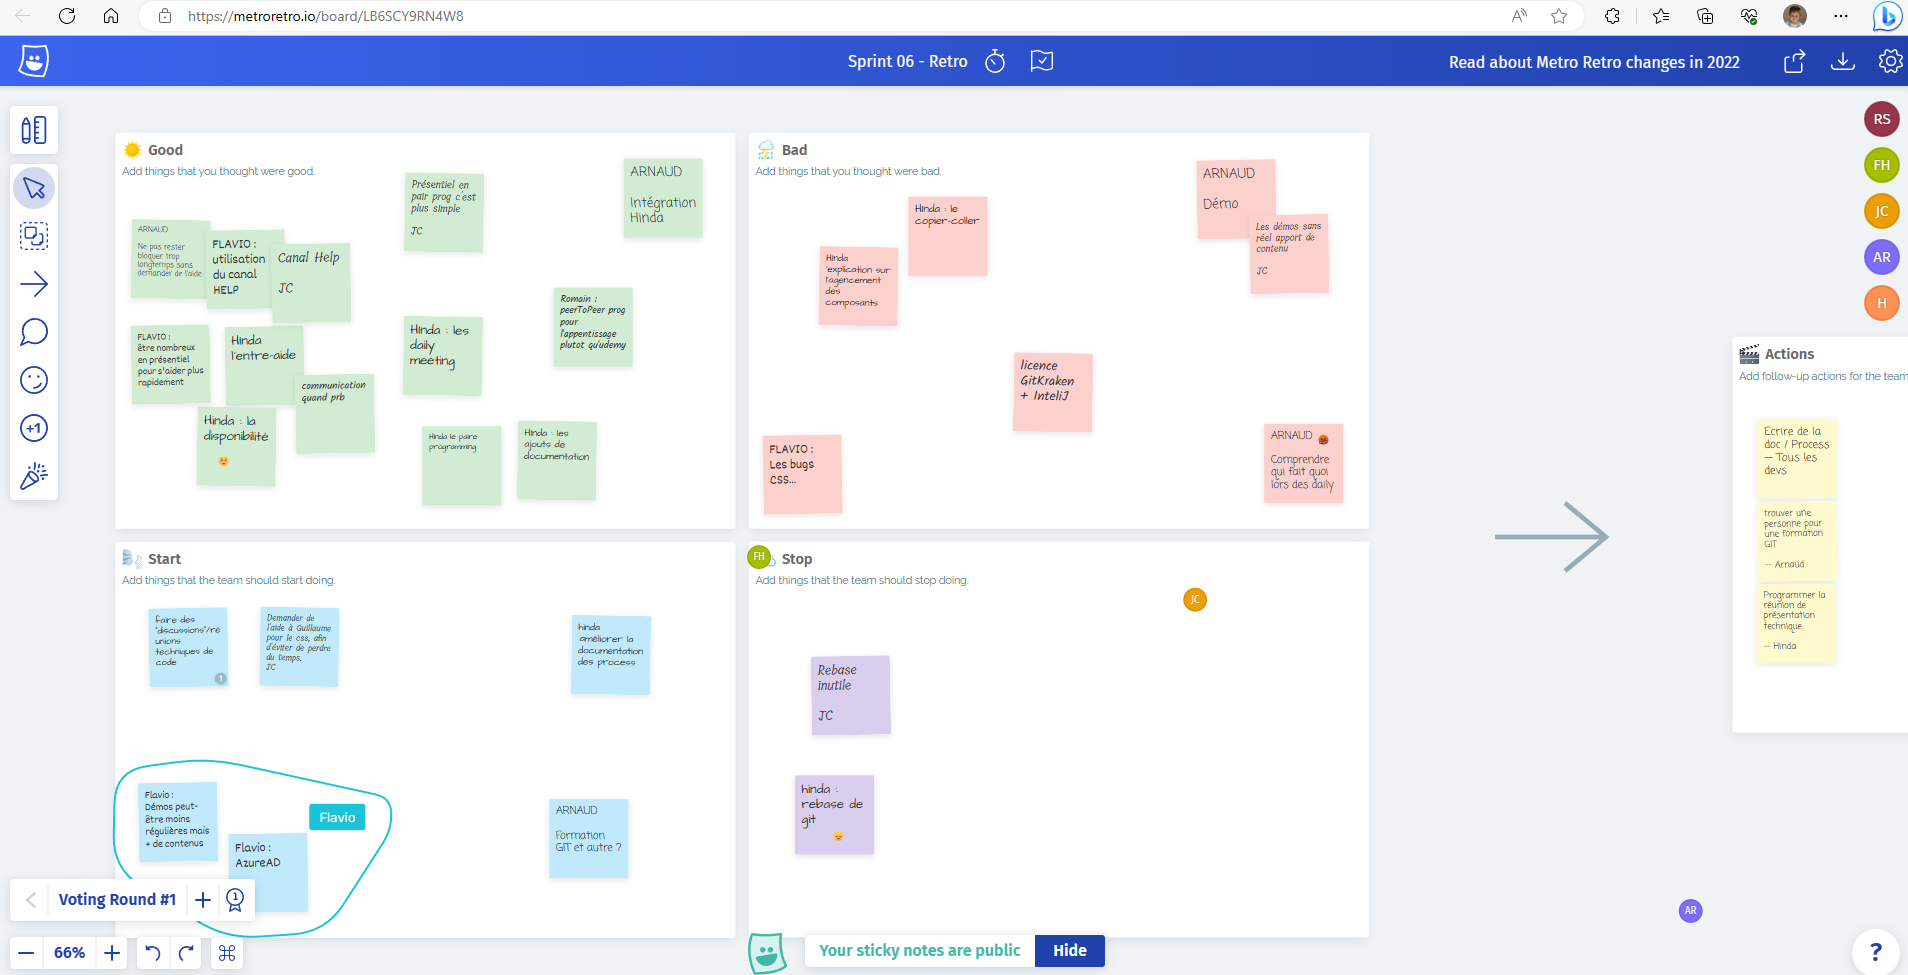 https://metroretro.io/board/LB6SCY9RN4W8
Sprint 06 - Retro
Read about Metro Retro changes in 2022
RS
FH
JC
AR
H
Good
Add things that you thought were good.
ARNAUD
Ne pas rester
bloquer trop
longtemps sans
demander de l'aide
FLAVIO :
utilisation
du canal
HELP
Canal Help
JC
Présentiel en
pair prog c'est
plus simple
JC
ARNAUD
Intégration
Hinda
FLAVIO :
être nombreux
en présentiel
pour s'aider plus
rapidement
HInda
l'entre-aide
communication
quand prb
Hinda : la
disponibilité
HInda : les
daily
meeting
Romain :
peerToPeer prog
pour
l'appentissage
plutot qu'udemy
Hinda le paire
programming
HInda : les
ajouts de
documentation
Bad
Add things that you thought were bad.
Hinda : le
copier-coller
Hinda
'explication sur
l'agencement
des
composants
ARNAUD
Démo
Les démos sans
réel apport de
contenu
JC
licence
GitKraken
+ InteliJ
FLAVIO :
Les bugs
CSS...
ARNAUD
Comprendre
qui fait quoi
lors des daily
Start
Add things that the team should start doing.
faire des
"discussions"/ré
unions
techniques de
code
1
Demander de
l'aide à Guillaume
pour le css, afin
d'éviter de perdre
du temps.
JC
hinda
améliorer la
documentation
des process
Flavio :
Démos peut-
être moins
régulières mais
+ de contenus
Flavio :
AzureAD
Flavio
ARNAUD
Formation
GIT et autre ?
FH
Stop
Add things that the team should stop doing.
JC
Rebase
inutile
JC
hinda :
rebase de
git
Actions
Add follow-up actions for the team
Ecrire de la
doc / Process
-- Tous les
devs
trouver une
personne pour
une formation
GIT
-- Arnaud
Programmer la
réunion de
présentation
technique
-- Hinda
AR
+1
Voting Round #1
1
66%
Your sticky notes are public
Hide
?